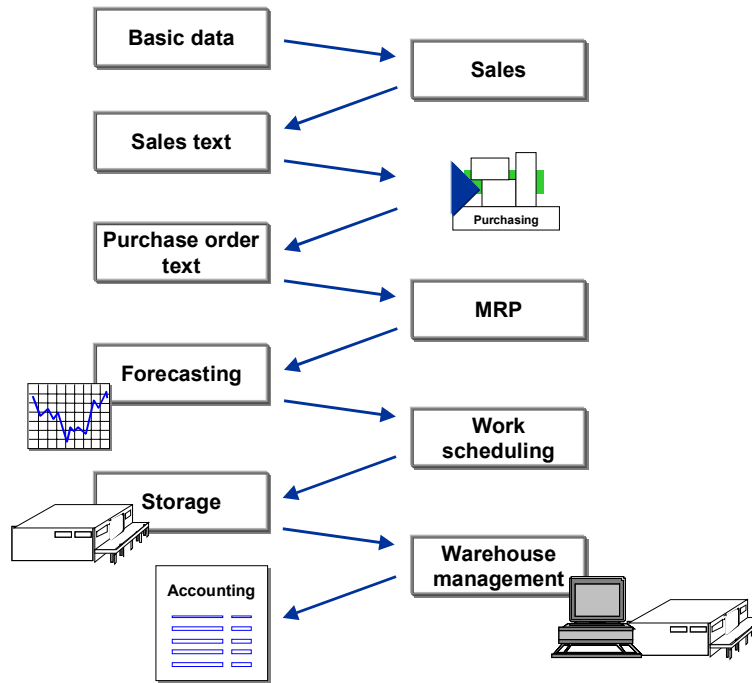 Basic data
Sales
Sales text
Purchasing
Purchase order
text
MRP
Forecasting
Work
scheduling
Storage
Warehouse
management
Accounting